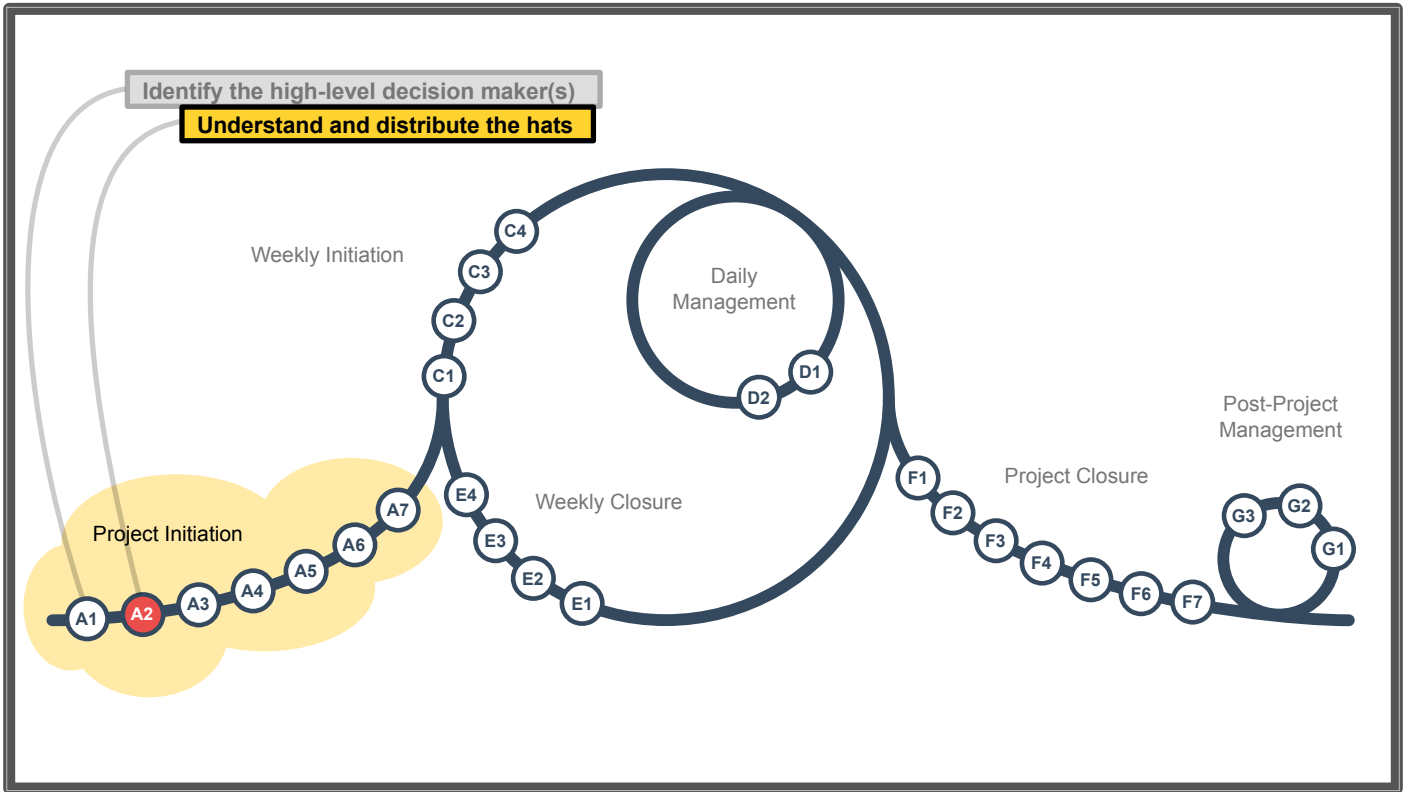 Identify the high-level decision maker(s)
Understand and distribute the hats
Weekly Initiation
C4
C3
C2
C1
Daily
Management
D1
D2
Post-Project
Management
Project Initiation
A1
A2
A3
A4
A5
A6
A7
Weekly Closure
E4
E3
E2
E1
Project Closure
F1
F2
F3
F4
F5
F6
F7
G3
G2
G1